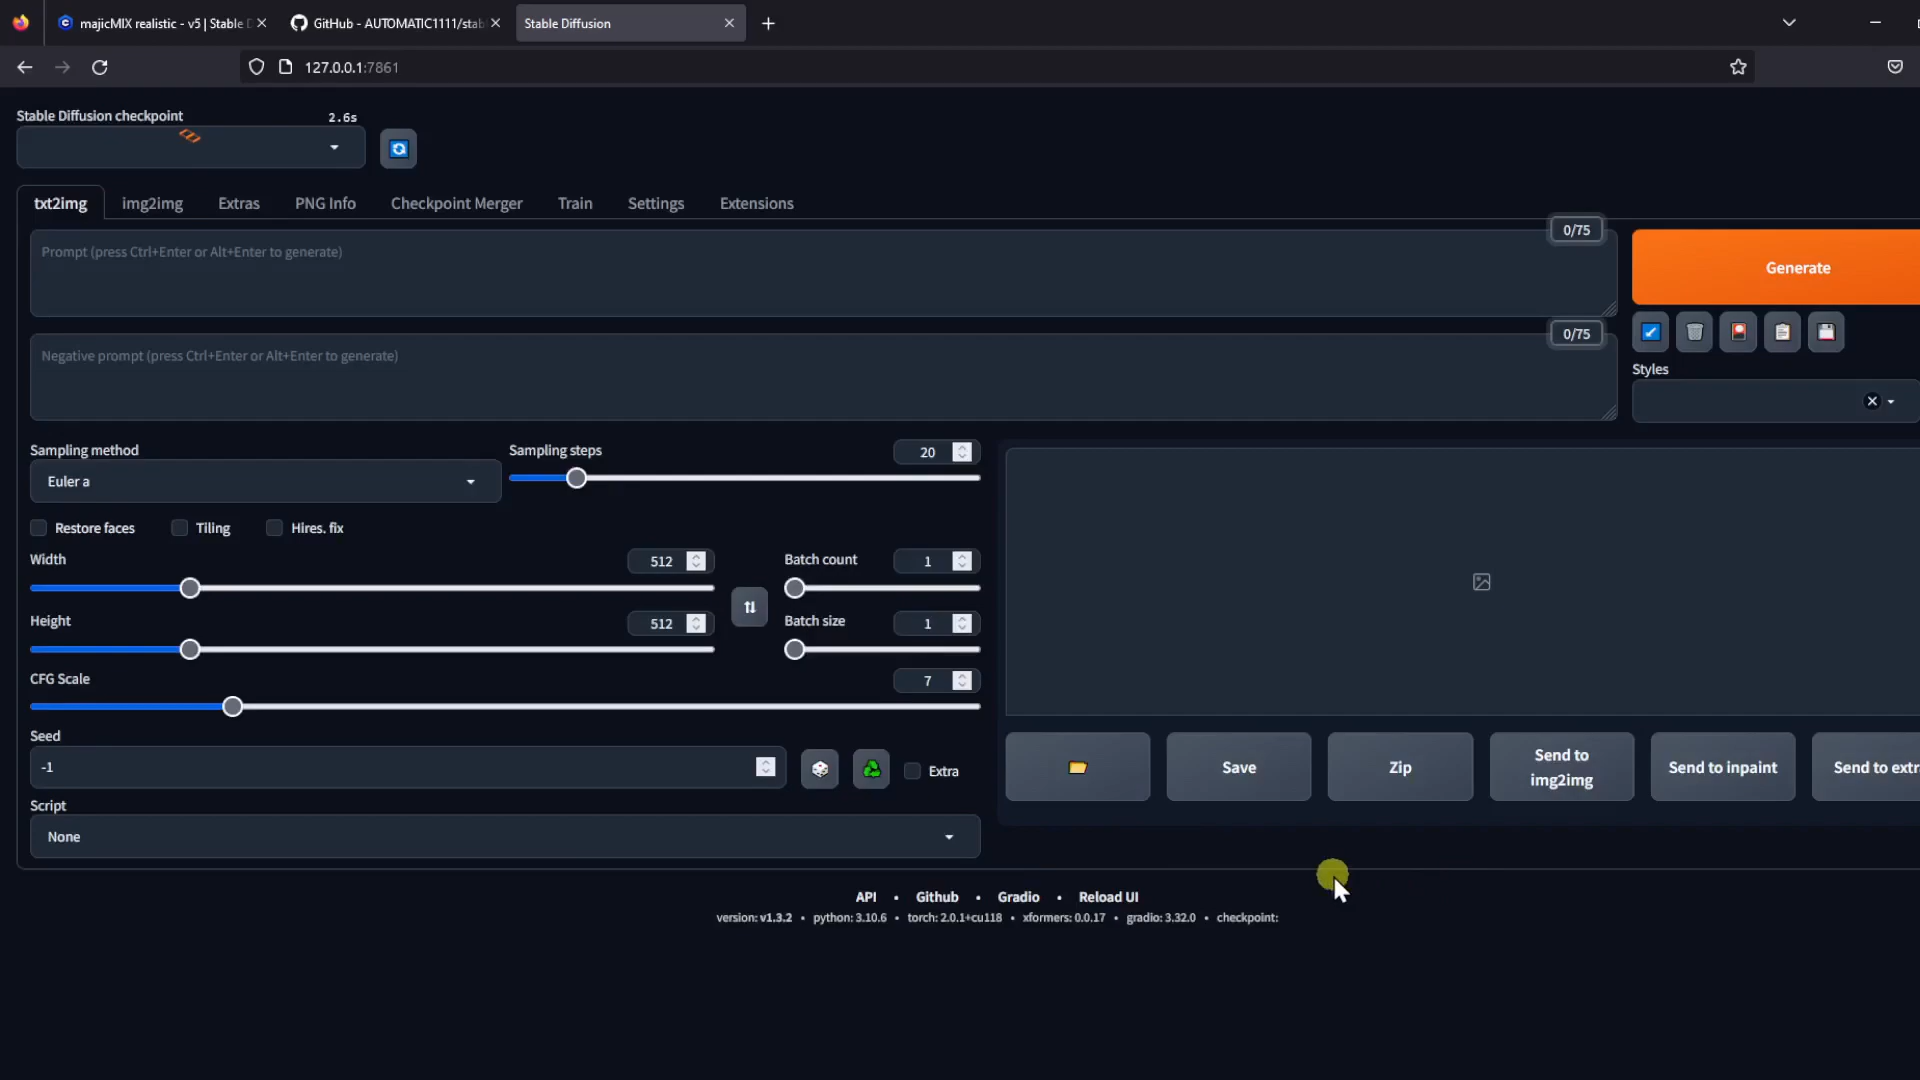 majicMIX realistic - v5 | Stable D
GitHub - AUTOMATIC1111/stab
Stable Diffusion
127.0.0.1:7861
Stable Diffusion checkpoint
2.6s
txt2img
img2img
Extras
PNG Info
Checkpoint Merger
Train
Settings
Extensions
Prompt (press Ctrl+Enter or Alt+Enter to generate)
0/75
Generate
Negative prompt (press Ctrl+Enter or Alt+Enter to generate)
0/75
Styles
Sampling method
Euler a
Sampling steps
20
Restore faces
Tiling
Hires. fix
Width
512
Batch count
1
Height
512
Batch size
1
CFG Scale
7
Seed
-1
Extra
Script
None
Save
Zip
Send to
img2img
Send to inpaint
Send to extr
API • Github • Gradio • Reload UI
version: v1.3.2 • python: 3.10.6 • torch: 2.0.1+cu118 • xformers: 0.0.17 • gradio: 3.32.0 • checkpoint: